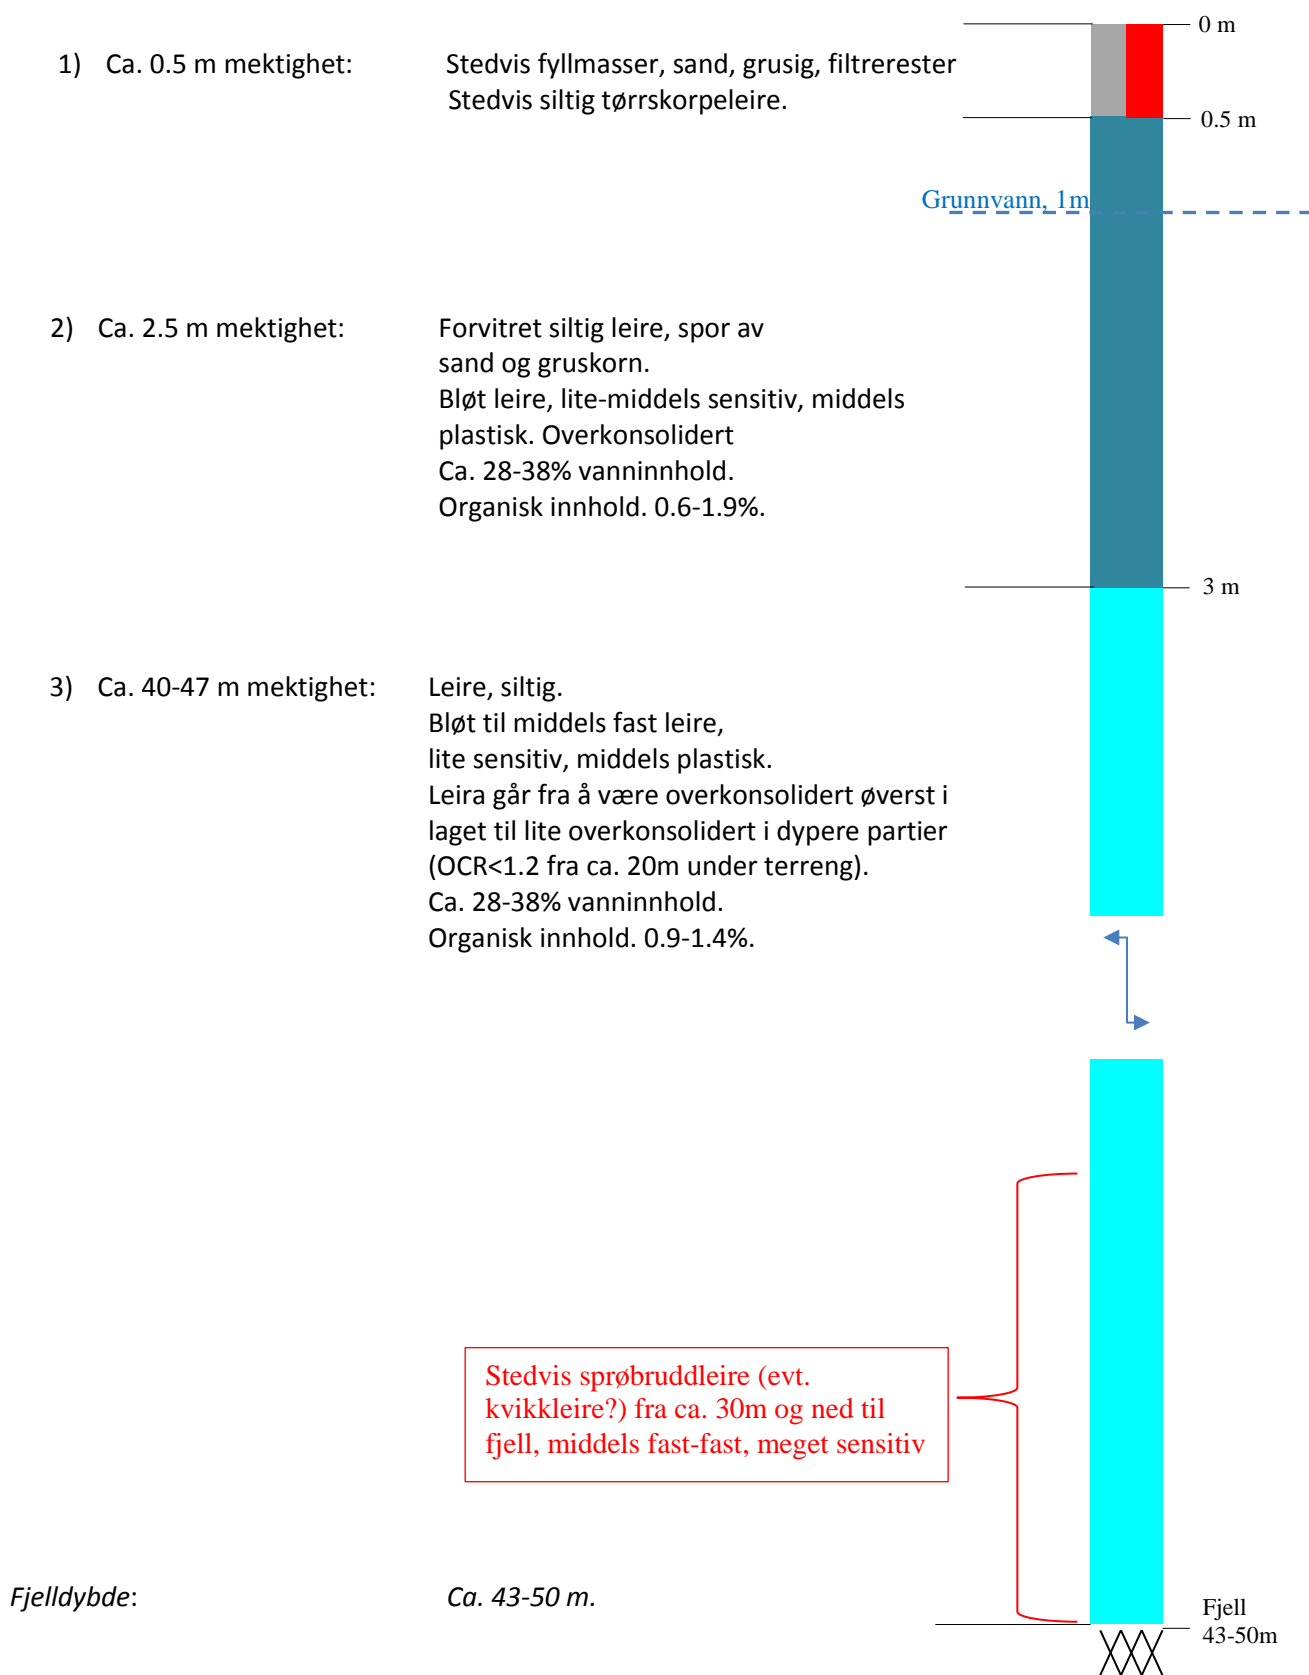 0 m
1) Ca. 0.5 m mektighet: Stedvis fyllmasser, sand, grusig, filtrerester
Stedvis siltig tørrskorpeleire.
0.5 m
Grunnvann, 1m
2) Ca. 2.5 m mektighet: Forvitret siltig leire, spor av
sand og gruskorn.
Bløt leire, lite-middels sensitiv, middels
plastisk. Overkonsolidert
Ca. 28-38% vanninnhold.
Organisk innhold. 0.6-1.9%.
3 m
3) Ca. 40-47 m mektighet: Leire, siltig.
Bløt til middels fast leire,
lite sensitiv, middels plastisk.
Leira går fra å være overkonsolidert øverst i
laget til lite overkonsolidert i dypere partier
(OCR<1.2 fra ca. 20m under terreng).
Ca. 28-38% vanninnhold.
Organisk innhold. 0.9-1.4%.
Stedvis sprøbruddleire (evt.
kvikkleire?) fra ca. 30m og ned til
fjell, middels fast-fast, meget sensitiv
Fjelldybde: Ca. 43-50 m.
Fjell
43-50m